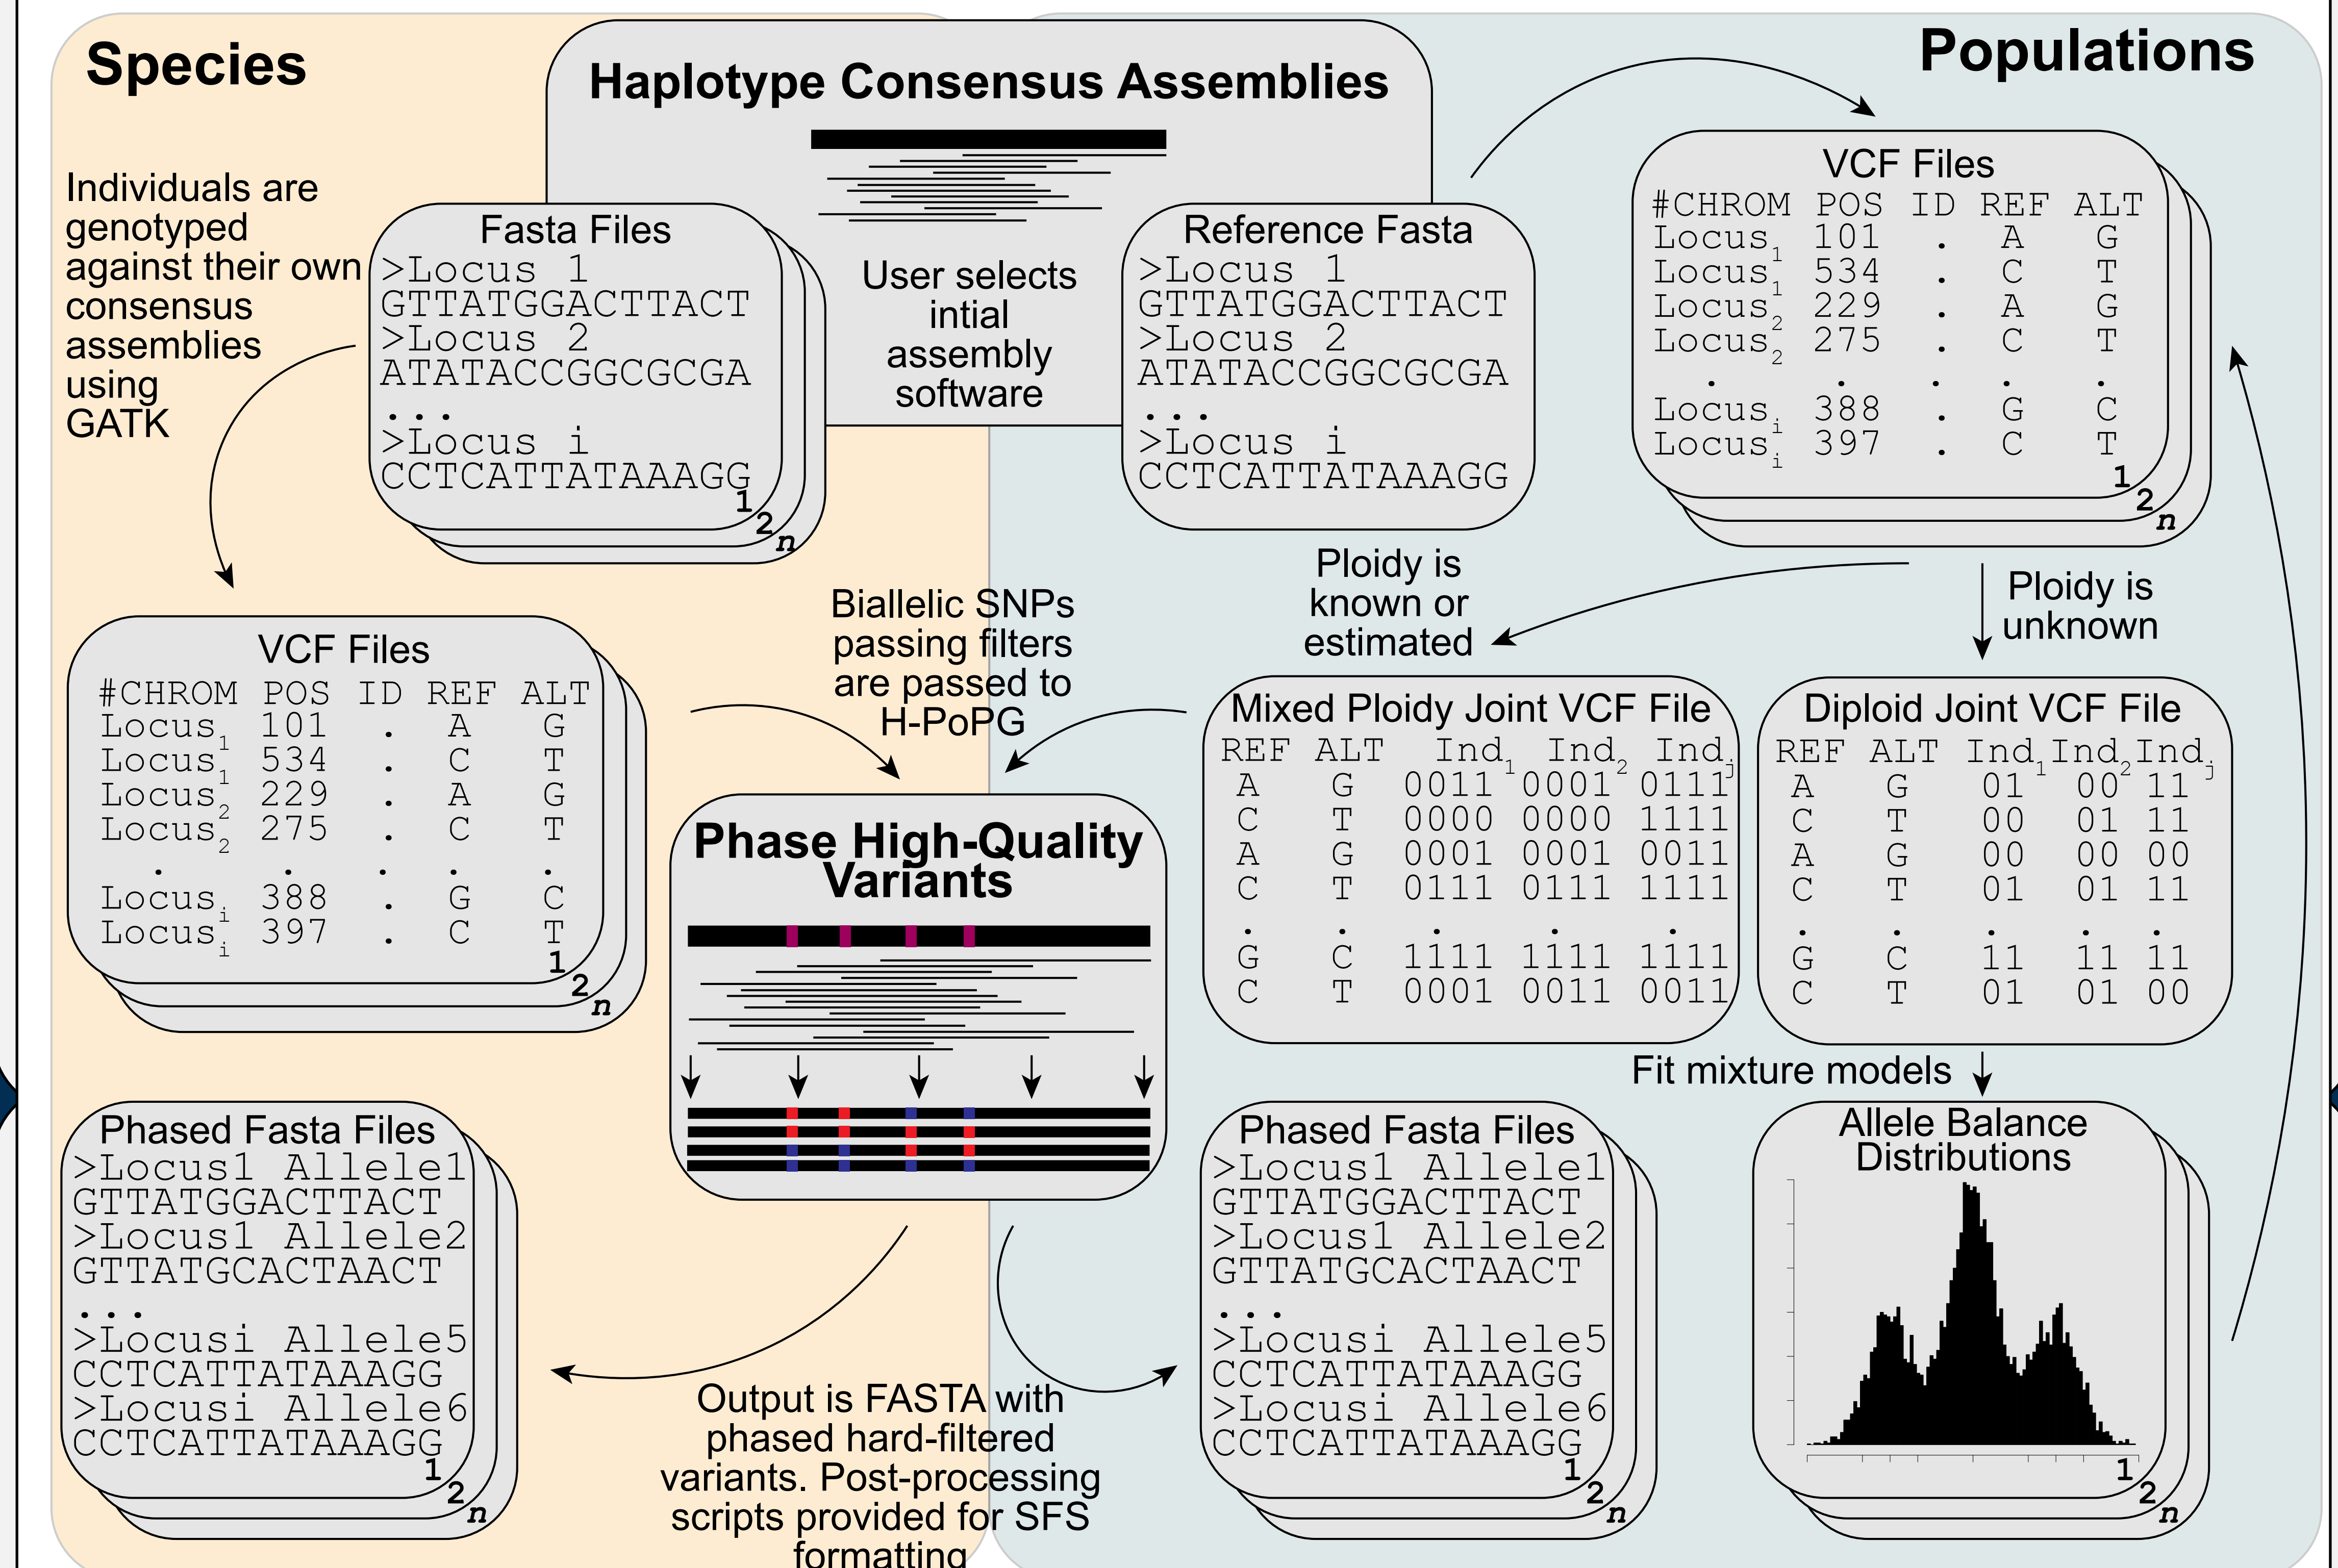 Species
Haplotype Consensus Assemblies
Populations
Individuals are
genotyped
against their own
consensus
assemblies
using
GATK
Fasta Files
>Locus 1
GTTATGGACTTACT
>Locus 2
ATATACCGGCGCGA
...
>Locus i
CCTCATTATAAAGG
1
2
n
User selects
intial
assembly
software
Reference Fasta
>Locus 1
GTTATGGACTTACT
>Locus 2
ATATACCGGCGCGA
...
>Locus i
CCTCATTATAAAGG
VCF Files
#CHROM POS ID REF ALT
Locus1 101 . A G
Locus1 534 . C T
Locus2 229 . A G
Locus2 275 . C T
. . . . .
Locusi 388 . G C
Locusi 397 . C T
1
2
n
Ploidy is
known or
estimated
Ploidy is
unknown
VCF Files
#CHROM POS ID REF ALT
Locus1 101 . A G
Locus1 534 . C T
Locus2 229 . A G
Locus2 275 . C T
. . . . .
Locusi 388 . G C
Locusi 397 . C T
1
2
n
Biallelic SNPs
passing filters
are passed to
H-PoPG
Mixed Ploidy Joint VCF File
REF ALT Ind1 Ind2 Indj
A G 0011 0001 0111
C T 0000 0000 1111
A G 0001 0001 0011
C T 0111 0111 1111
. . . . .
G C 1111 1111 1111
C T 0001 0011 0011
Diploid Joint VCF File
REF ALT Ind1 Ind2 Indj
A G 01 00 11
C T 00 01 11
A G 00 00 00
C T 01 01 11
. . . . .
G C 11 11 11
C T 01 01 00
Phase High-Quality
Variants
Fit mixture models
Phased Fasta Files
>Locus1 Allele1
GTTATGGACTTACT
>Locus1 Allele2
GTTATGCACTAACT
...
>Locusi Allele5
CCTCATTATAAAGG
>Locusi Allele6
CCTCATTATAAAGG
1
2
n
Output is FASTA with
phased hard-filtered
variants. Post-processing
scripts provided for SFS
formatting
Phased Fasta Files
>Locus1 Allele1
GTTATGGACTTACT
>Locus1 Allele2
GTTATGCACTAACT
...
>Locusi Allele5
CCTCATTATAAAGG
>Locusi Allele6
CCTCATTATAAAGG
1
2
n
Allele Balance
Distributions
1
2
n